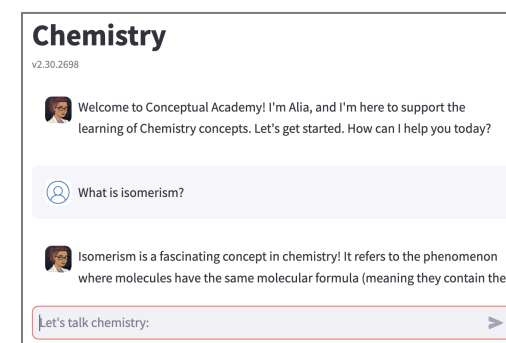 Chemistry
v2.30.2698
Welcome to Conceptual Academy! I'm Alia, and I'm here to support the
learning of Chemistry concepts. Let's get started. How can I help you today?
What is isomerism?
Isomerism is a fascinating concept in chemistry! It refers to the phenomenon
where molecules have the same molecular formula (meaning they contain the
Let's talk chemistry: